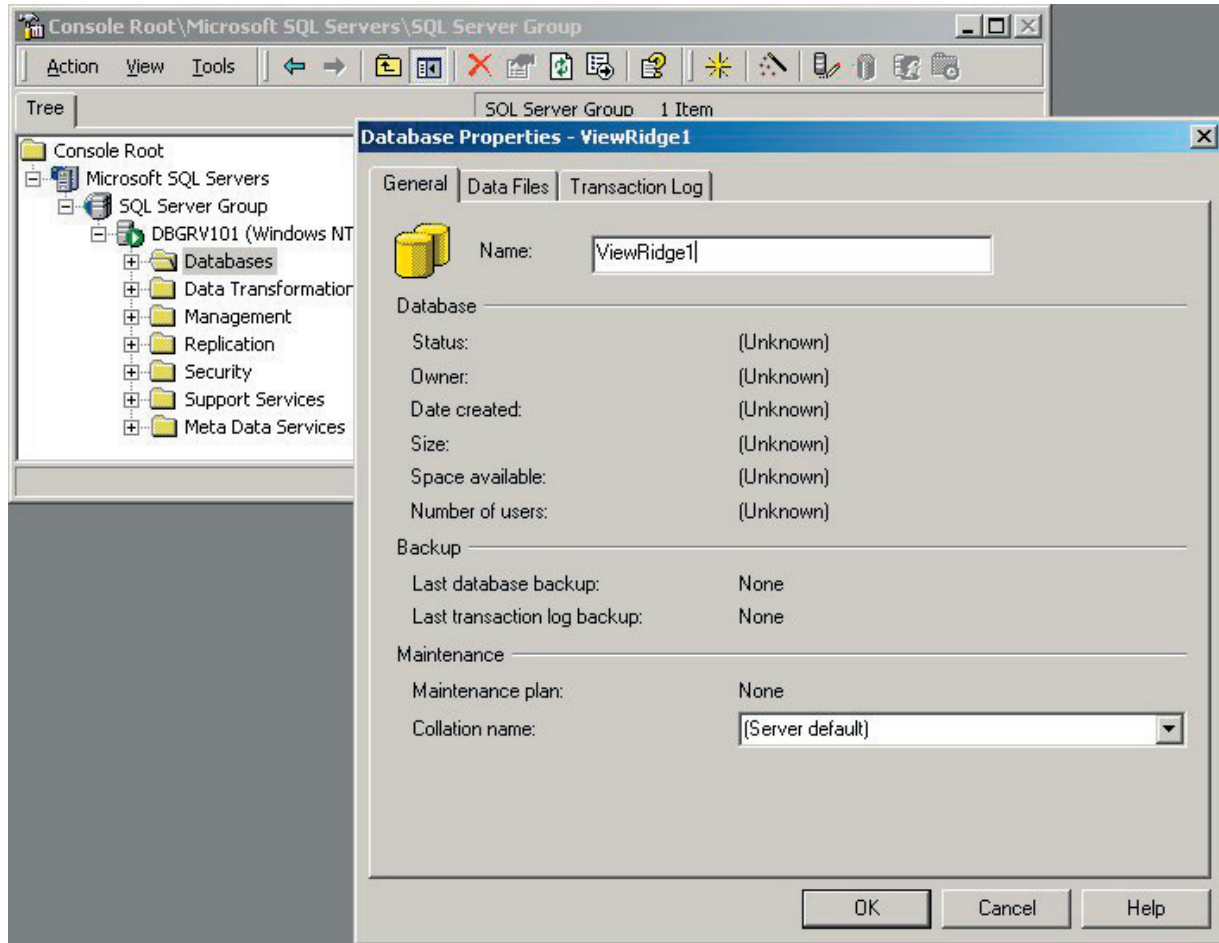 Console Root\Microsoft SQL Servers\SQL Server Group
Action View Tools
Tree
SQL Server Group 1 Item
Console Root
Microsoft SQL Servers
SQL Server Group
DBGRV101 (Windows NT
Databases
Data Transformation
Management
Replication
Security
Support Services
Meta Data Services
Database Properties - ViewRidge1
General Data Files Transaction Log
Name: ViewRidge1
Database
Status: (Unknown)
Owner: (Unknown)
Date created: (Unknown)
Size: (Unknown)
Space available: (Unknown)
Number of users: (Unknown)
Backup
Last database backup: None
Last transaction log backup: None
Maintenance
Maintenance plan: None
Collation name: (Server default)
OK Cancel Help